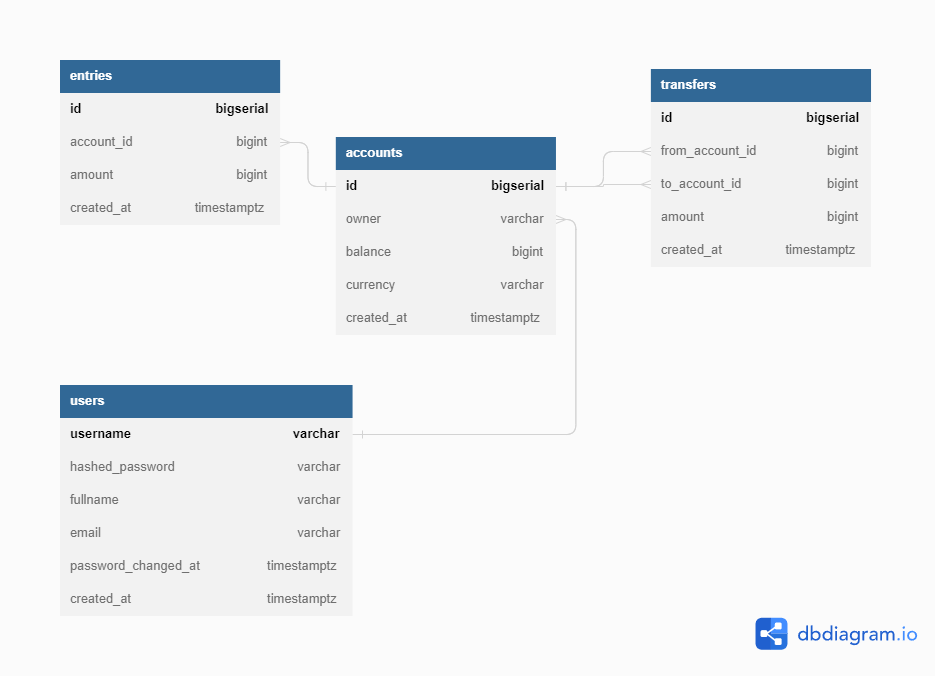 entries
id bigserial
account_id bigint
amount bigint
created_at timestamptz
accounts
id bigserial
owner varchar
balance bigint
currency varchar
created_at timestamptz
transfers
id bigserial
from_account_id bigint
to_account_id bigint
amount bigint
created_at timestamptz
users
username varchar
hashed_password varchar
fullname varchar
email varchar
password_changed_at timestamptz
created_at timestamptz
dbdiagram.io